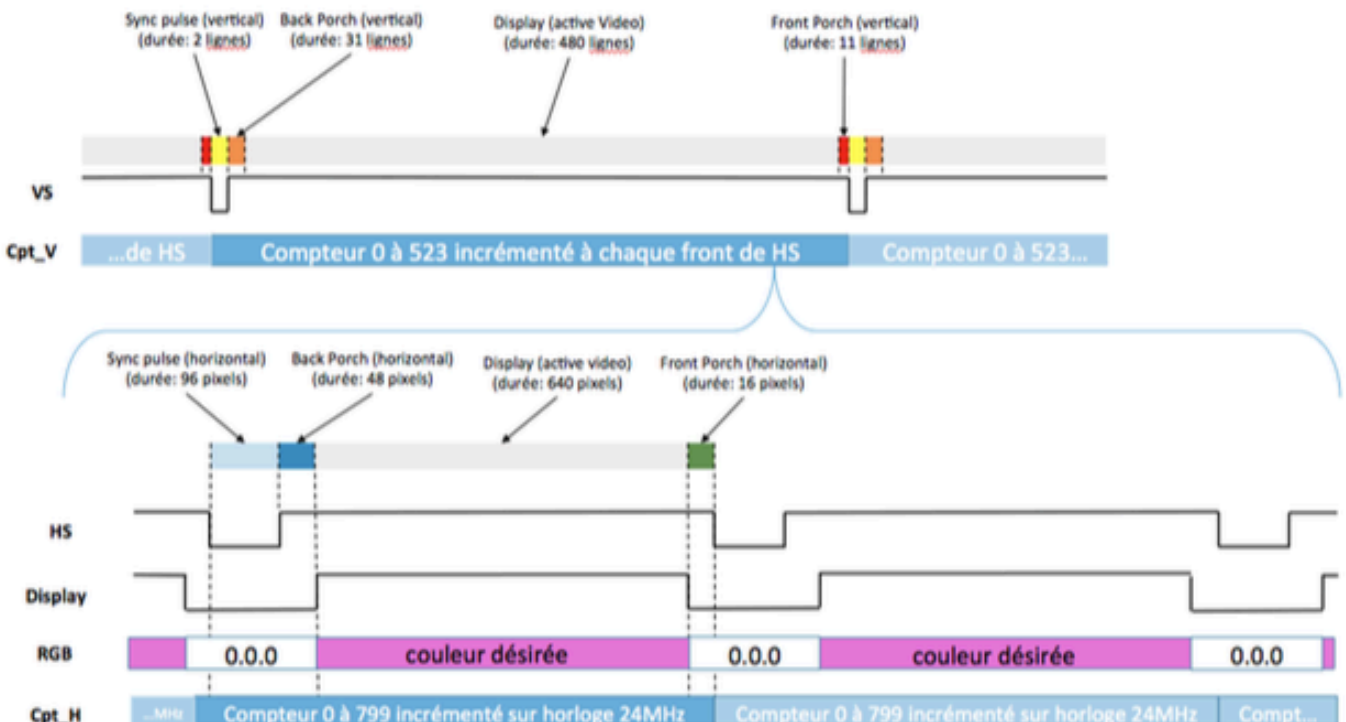 Sync pulse (vertical) Back Porch (vertical) Display (active Video) Front Porch (vertical)
(durée: 2 lignes) (durée: 31 lignes) (durée: 480 lignes) (durée: 11 lignes)
VS
Cpt_V ...de HS Compteur 0 à 523 incrémenté à chaque front de HS Compteur 0 à 523...
Sync pulse (horizontal) Back Porch (horizontal) Display (active video) Front Porch (horizontal)
(durée: 96 pixels) (durée: 48 pixels) (durée: 640 pixels) (durée: 16 pixels)
HS
Display
RGB 0.0.0 couleur désirée 0.0.0 couleur désirée 0.0.0
Cpt_H ...MHz Compteur 0 à 799 incrémenté sur horloge 24MHz Compteur 0 à 799 incrémenté sur horloge 24MHz Compt...